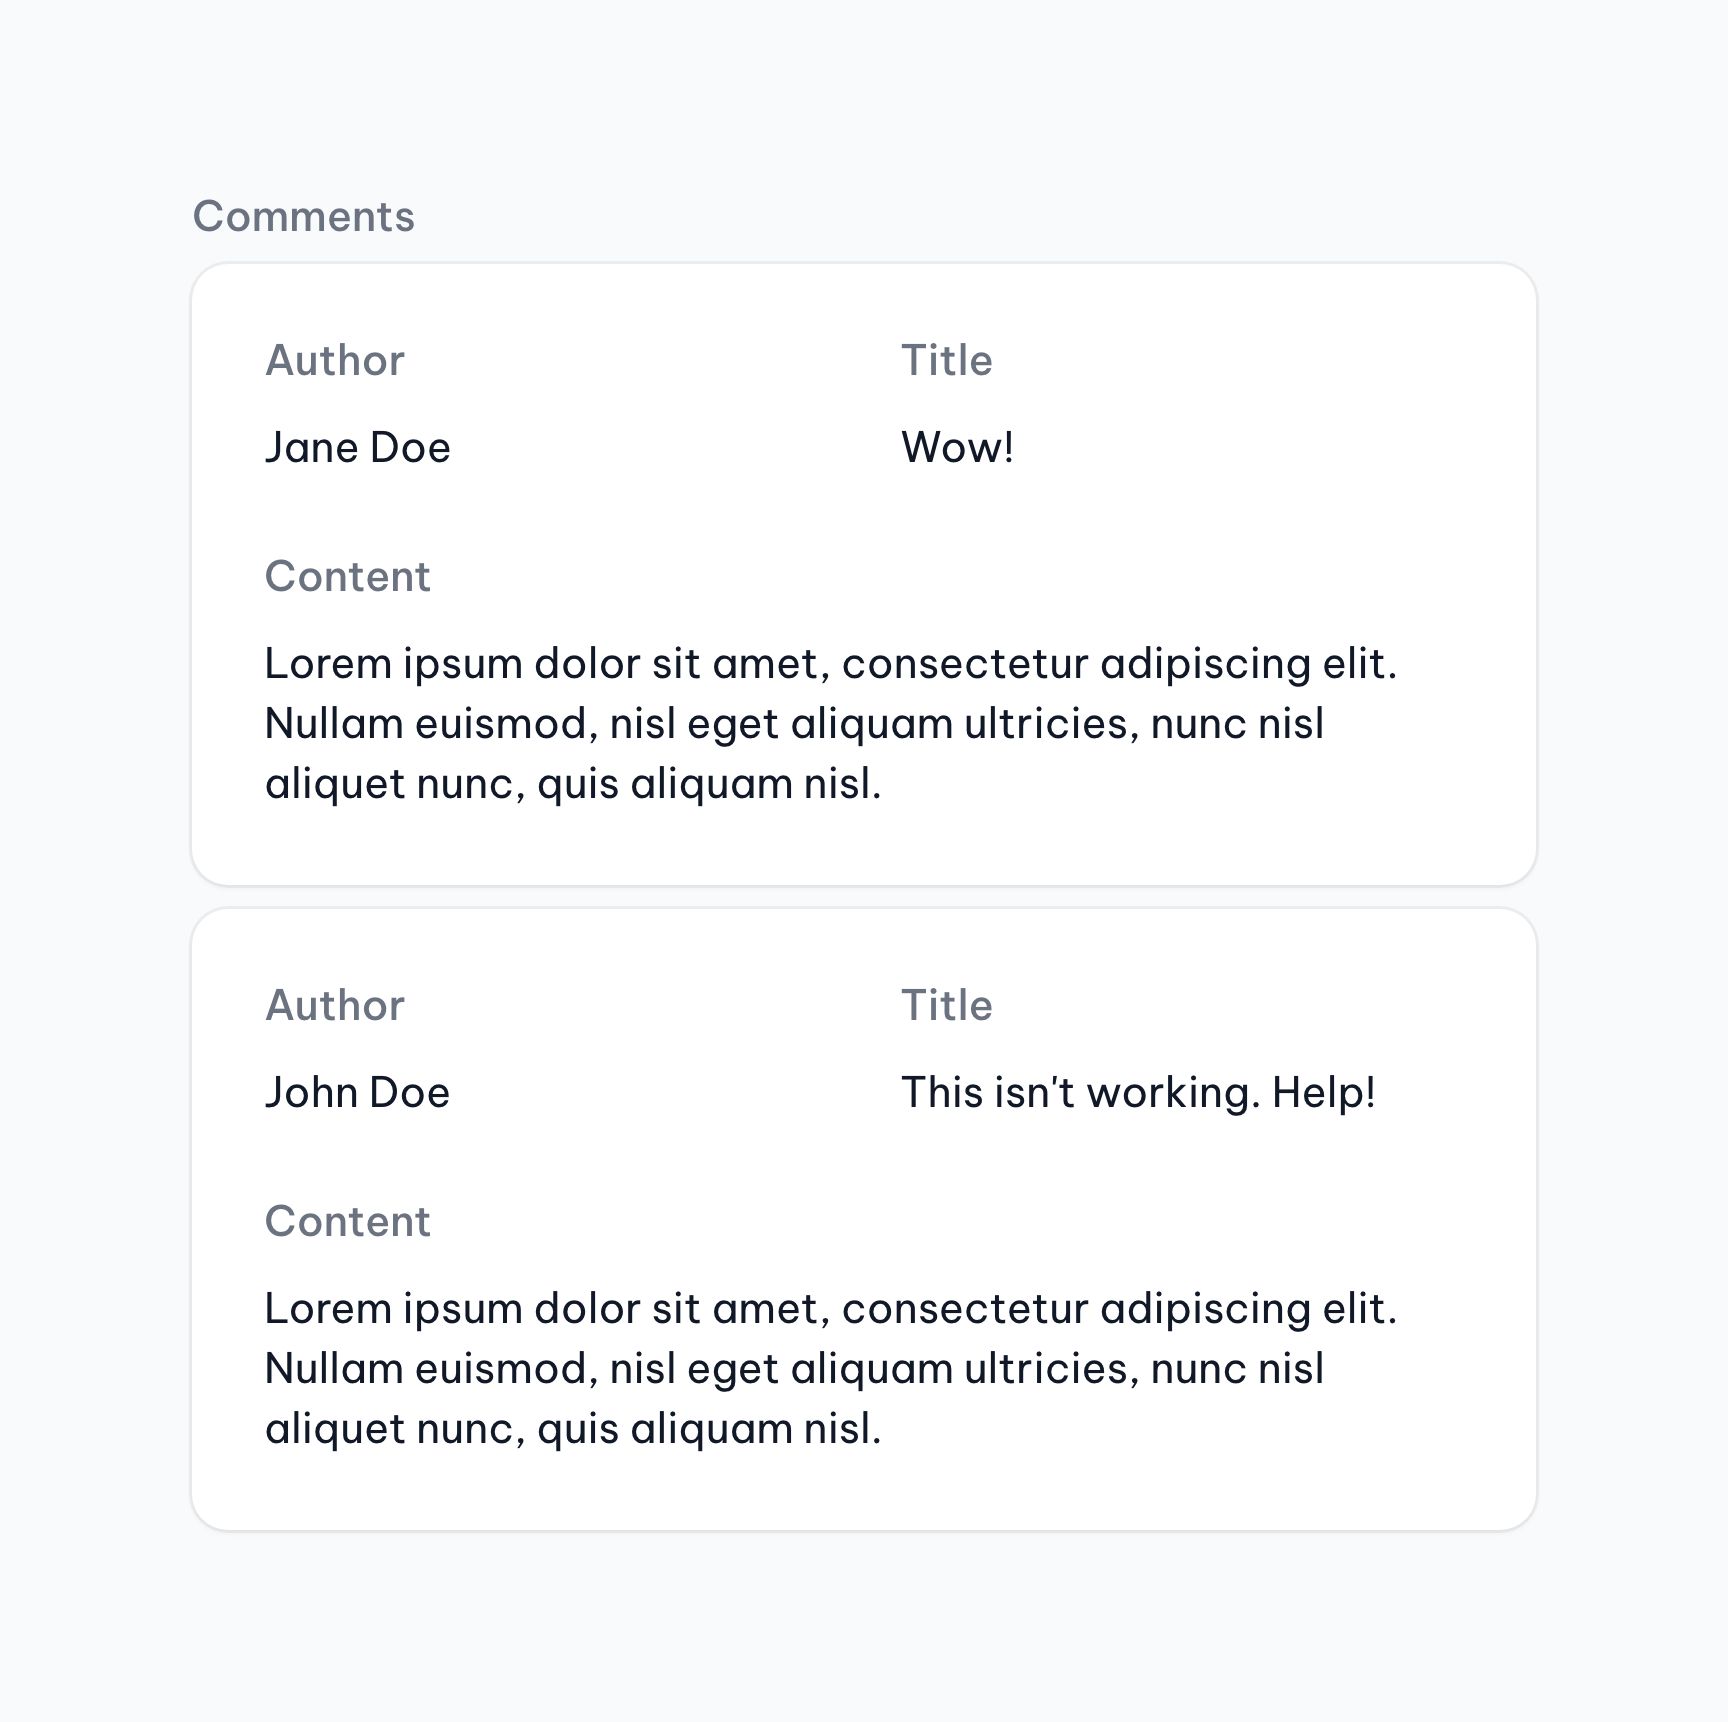 Comments
Author
Title
Jane Doe
Wow!
Content
Lorem ipsum dolor sit amet, consectetur adipiscing elit.
Nullam euismod, nisl eget aliquam ultricies, nunc nisl
aliquet nunc, quis aliquam nisl.
Author
Title
John Doe
This isn't working. Help!
Content
Lorem ipsum dolor sit amet, consectetur adipiscing elit.
Nullam euismod, nisl eget aliquam ultricies, nunc nisl
aliquet nunc, quis aliquam nisl.